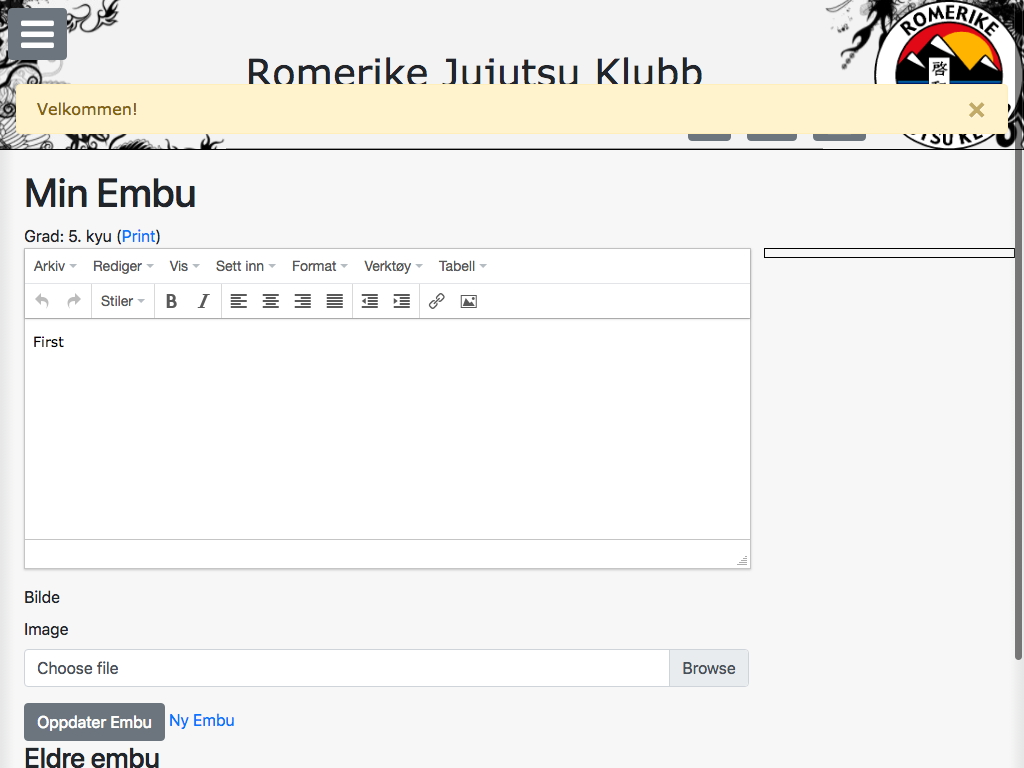 Romerike Jujutsu Klubb
ROMERIKE
Velkommen!
Min Embu
Grad: 5. kyu (Print)
Arkiv Rediger Vis Sett inn Format Verktøy Tabell
Stiler B I
First
Bilde
Image
Choose file Browse
Oppdater Embu Ny Embu
Eldre embu